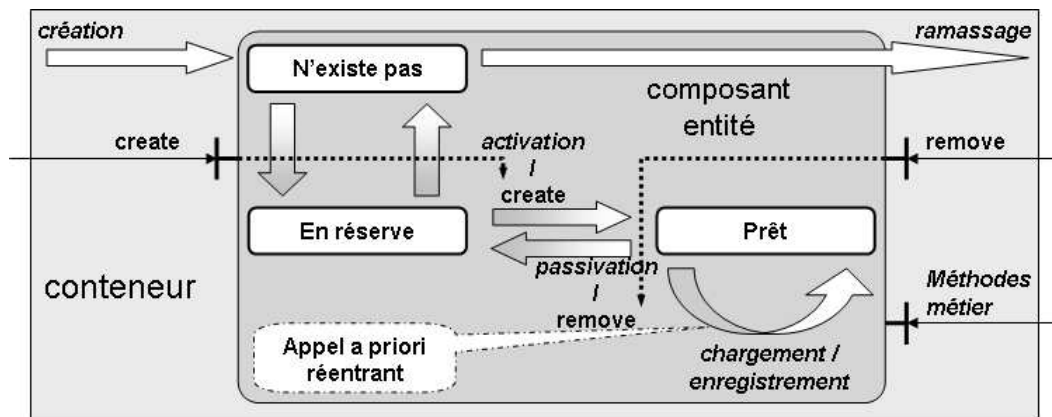 création
ramassage
N'existe pas
composant
entité
create
activation
/
create
remove
En réserve
Prêt
conteneur
passivation
/
remove
Méthodes
métier
Appel a priori
réentrant
chargement /
enregistrement